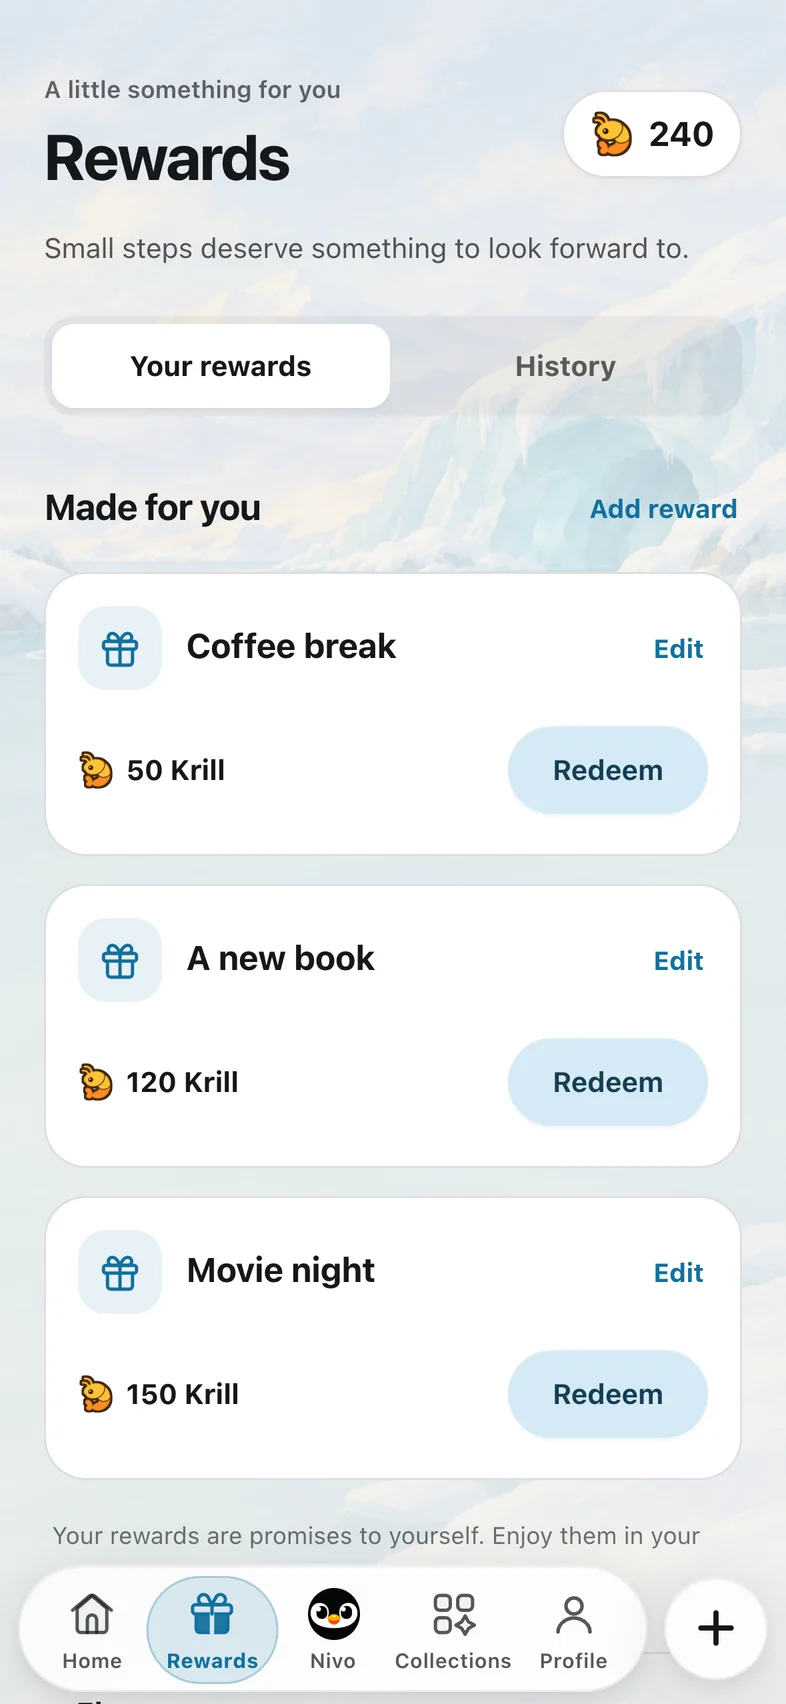 A little something for you
Rewards
240
Small steps deserve something to look forward to.
Your rewards
History
Made for you
Add reward
Coffee break
Edit
50 Krill
Redeem
A new book
Edit
120 Krill
Redeem
Movie night
Edit
150 Krill
Redeem
Your rewards are promises to yourself. Enjoy them in your
Home
Rewards
Nivo
Collections
Profile